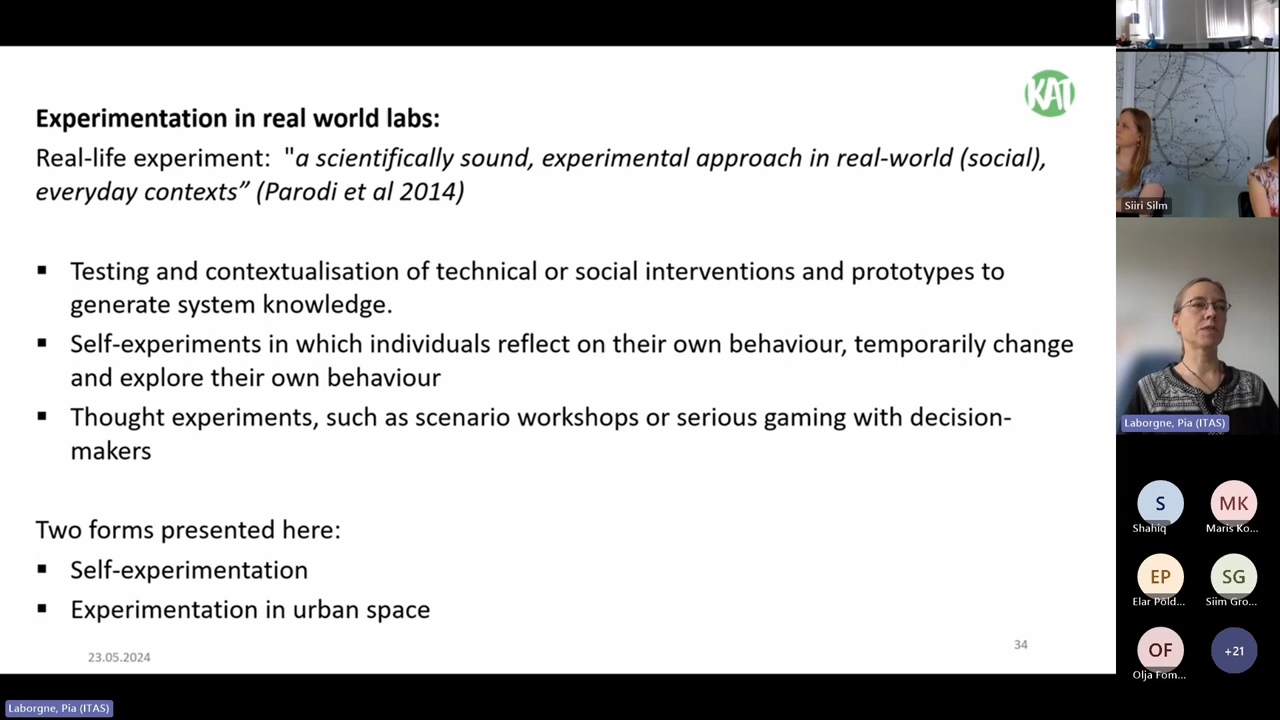 KAT
Experimentation in real world labs:
Real-life experiment: "a scientifically sound, experimental approach in real-world (social),
everyday contexts” (Parodi et al 2014)
▪ Testing and contextualisation of technical or social interventions and prototypes to
generate system knowledge.
▪ Self-experiments in which individuals reflect on their own behaviour, temporarily change
and explore their own behaviour
▪ Thought experiments, such as scenario workshops or serious gaming with decision-
makers
Two forms presented here:
▪ Self-experimentation
▪ Experimentation in urban space
23.05.2024
34
Laborgne, Pia (ITAS)
Siiri Silm
Laborgne, Pia (ITAS)
S
Shahiq
MK
Maris Ko...
EP
Elar Põld...
SG
Siim Gro...
OF
Olja Fom...
+21